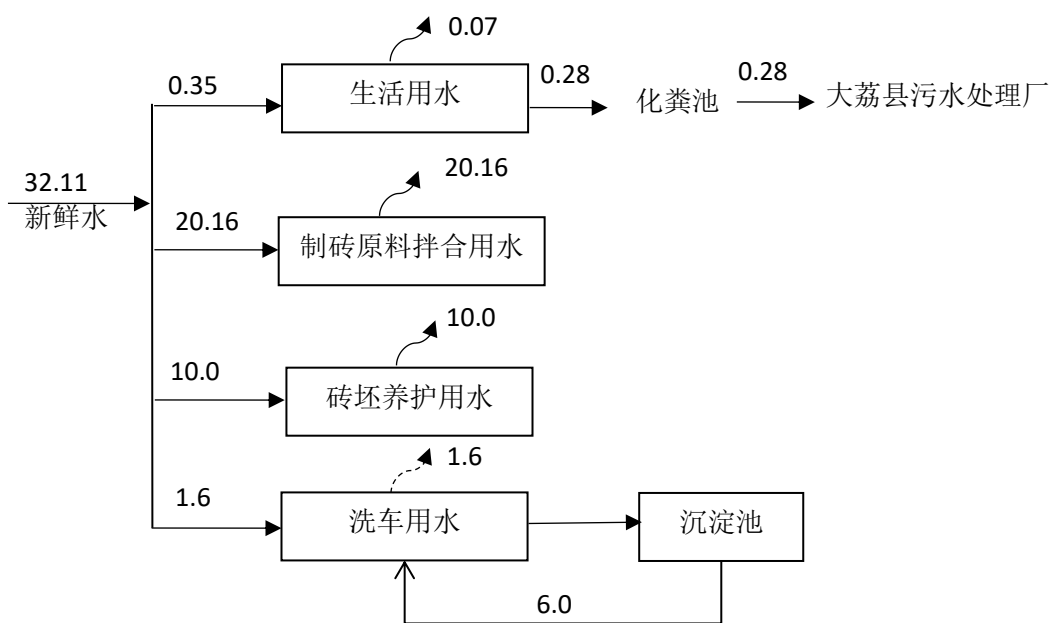 0.07
0.35
生活用水
0.28
化粪池
0.28
大荔县污水处理厂
32.11
新鲜水
20.16
20.16
制砖原料拌合用水
10.0
10.0
砖坯养护用水
1.6
1.6
洗车用水
沉淀池
6.0